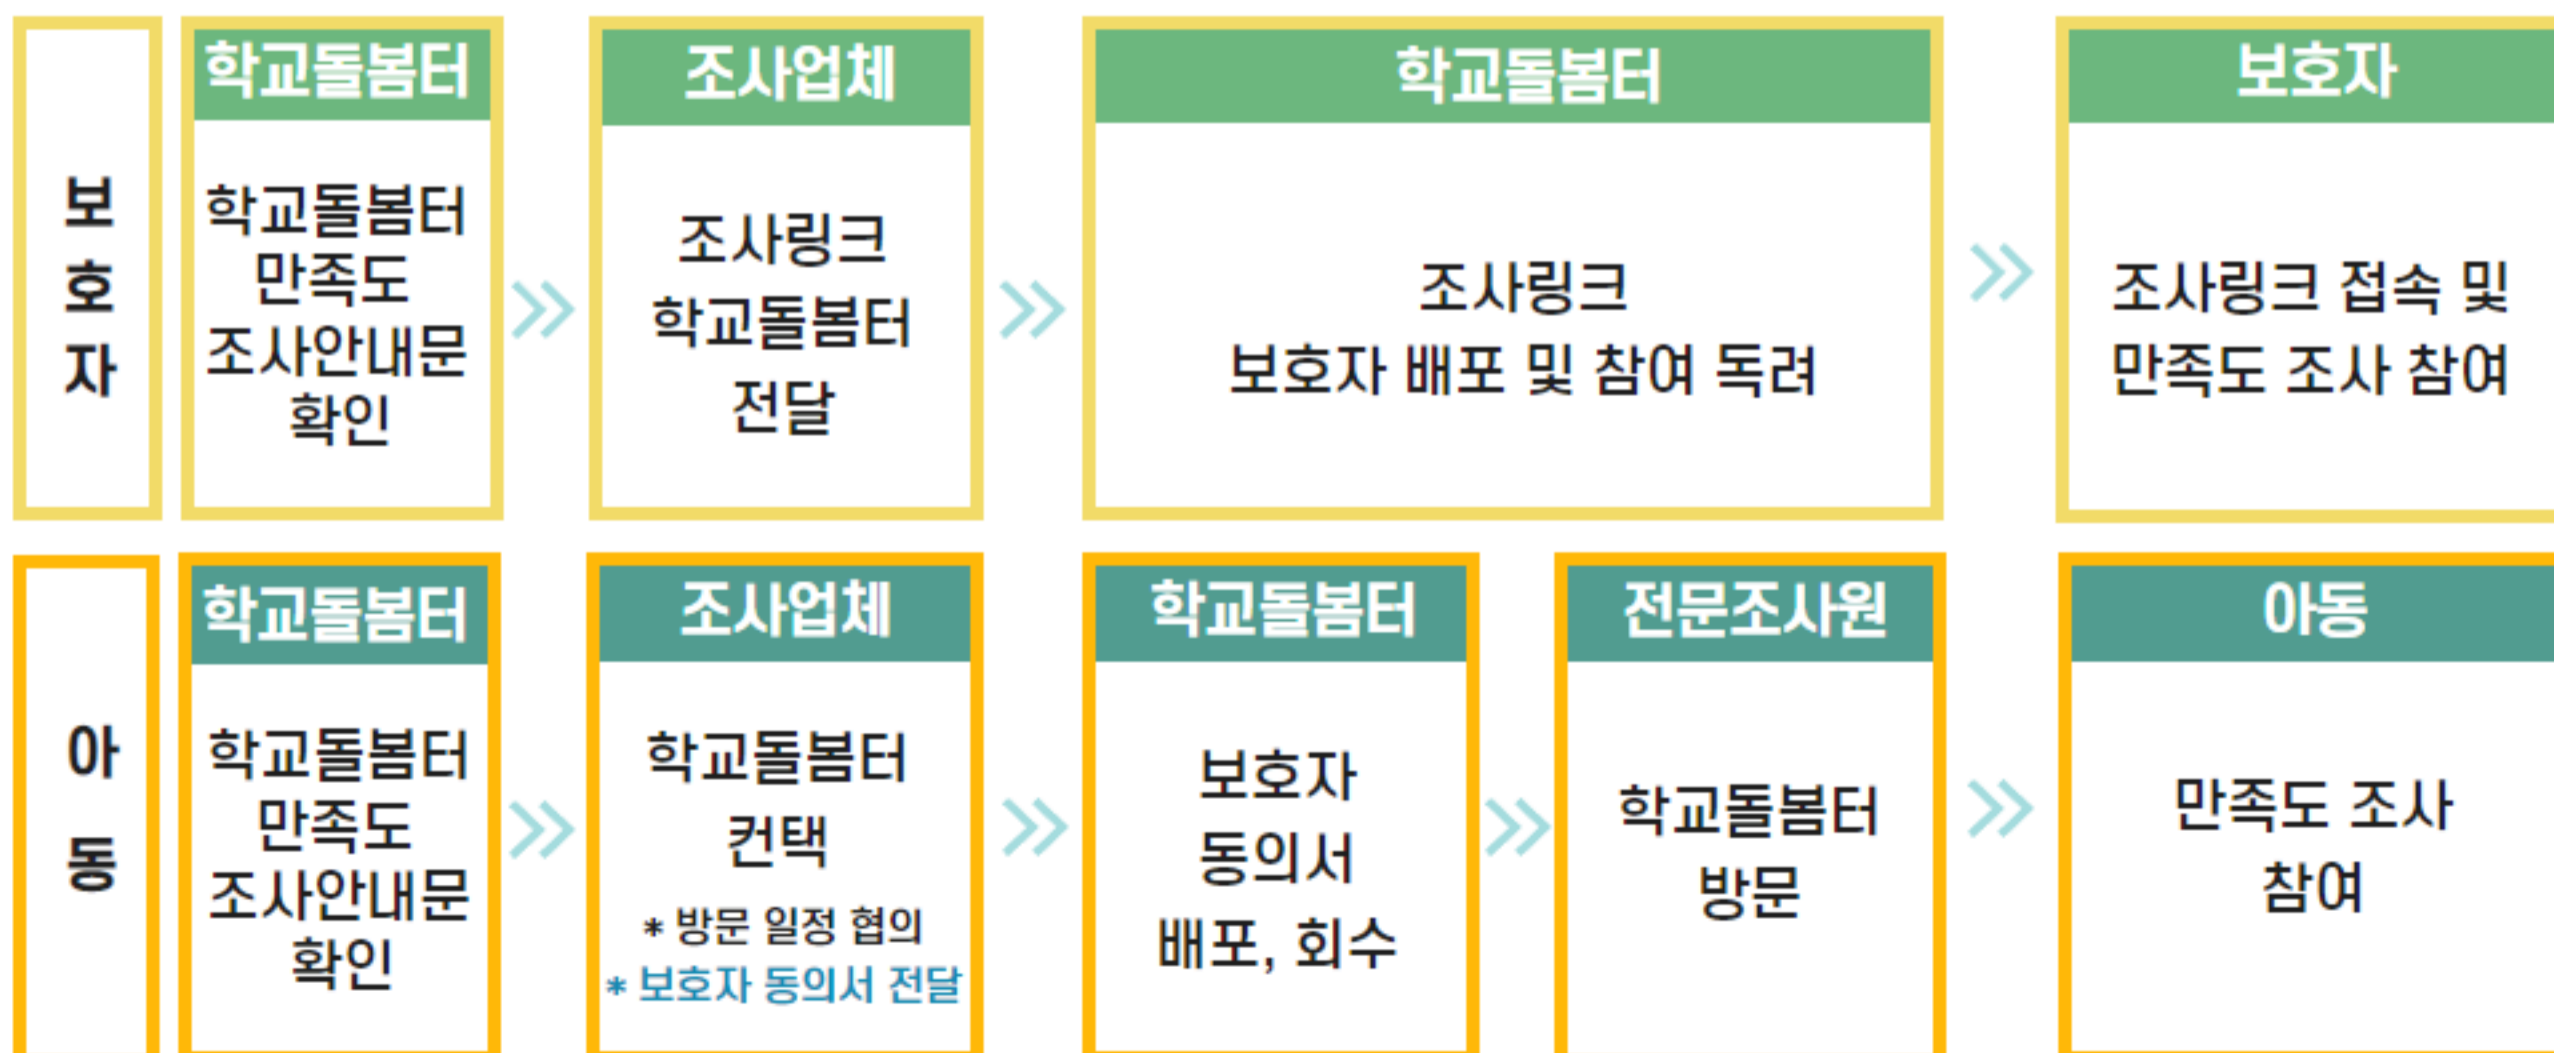 보
호
자
학교돌봄터
학교돌봄터
만족도
조사안내문
확인
조사업체
조사링크
학교돌봄터
전달
학교돌봄터
조사링크
보호자 배포 및 참여 독려
보호자
조사링크 접속 및
만족도 조사 참여
아
동
학교돌봄터
학교돌봄터
만족도
조사안내문
확인
조사업체
학교돌봄터
컨택
* 방문 일정 협의
* 보호자 동의서 전달
학교돌봄터
보호자
동의서
배포, 회수
전문조사원
학교돌봄터
방문
아동
만족도 조사
참여